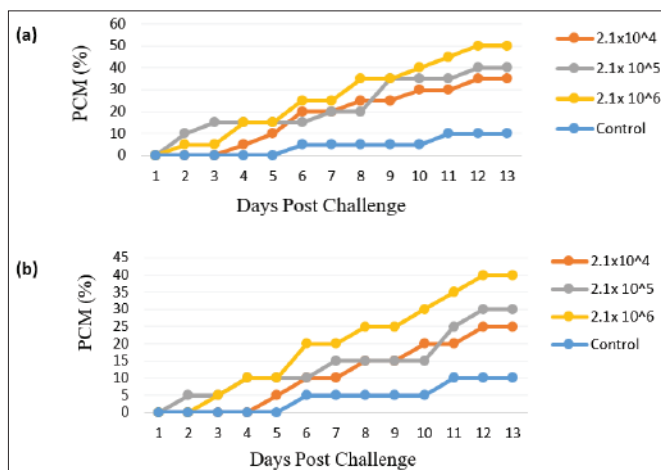 (a)
PCM (%)
60
50
40
30
20
10
0
1 2 3 4 5 6 7 8 9 10 11 12 13
Days Post Challenge
2.1x10^4
2.1x 10^5
2.1x 10^6
Control
(b)
PCM (%)
45
40
35
30
25
20
15
10
5
0
1 2 3 4 5 6 7 8 9 10 11 12 13
Days Post Challenge
2.1x10^4
2.1x 10^5
2.1x 10^6
Control